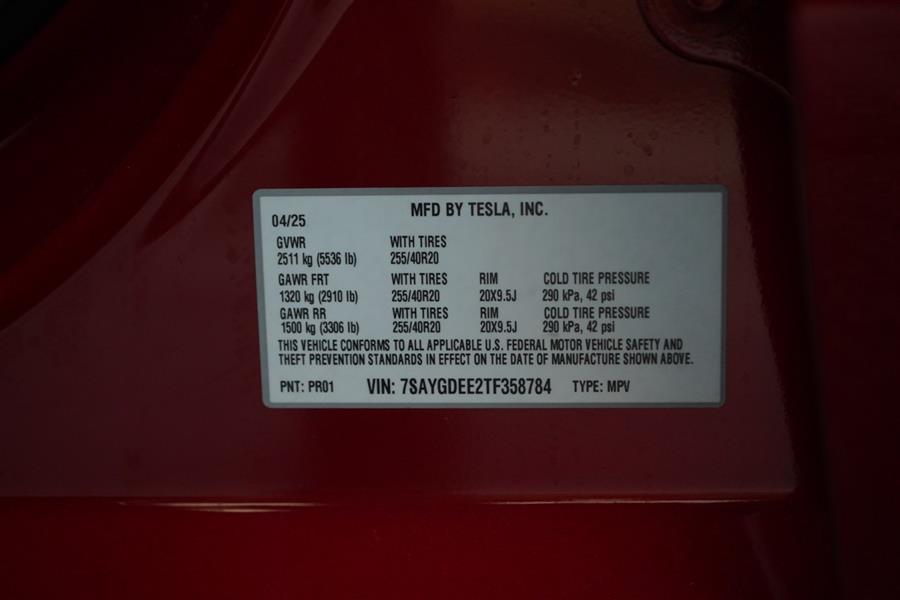 04/25 MFD BY TESLA, INC.
GVWR WITH TIRES
2511 kg (5536 lb) 255/40R20
GAWR FRT WITH TIRES RIM COLD TIRE PRESSURE
1320 kg (2910 lb) 255/40R20 20X9.5J 290 kPa, 42 psi
GAWR RR WITH TIRES RIM COLD TIRE PRESSURE
1500 kg (3306 lb) 255/40R20 20X9.5J 290 kPa, 42 psi
THIS VEHICLE CONFORMS TO ALL APPLICABLE U.S. FEDERAL MOTOR VEHICLE SAFETY AND
THEFT PREVENTION STANDARDS IN EFFECT ON THE DATE OF MANUFACTURE SHOWN ABOVE.
PNT: PR01 VIN: 7SAYGDEE2TF358784 TYPE: MPV